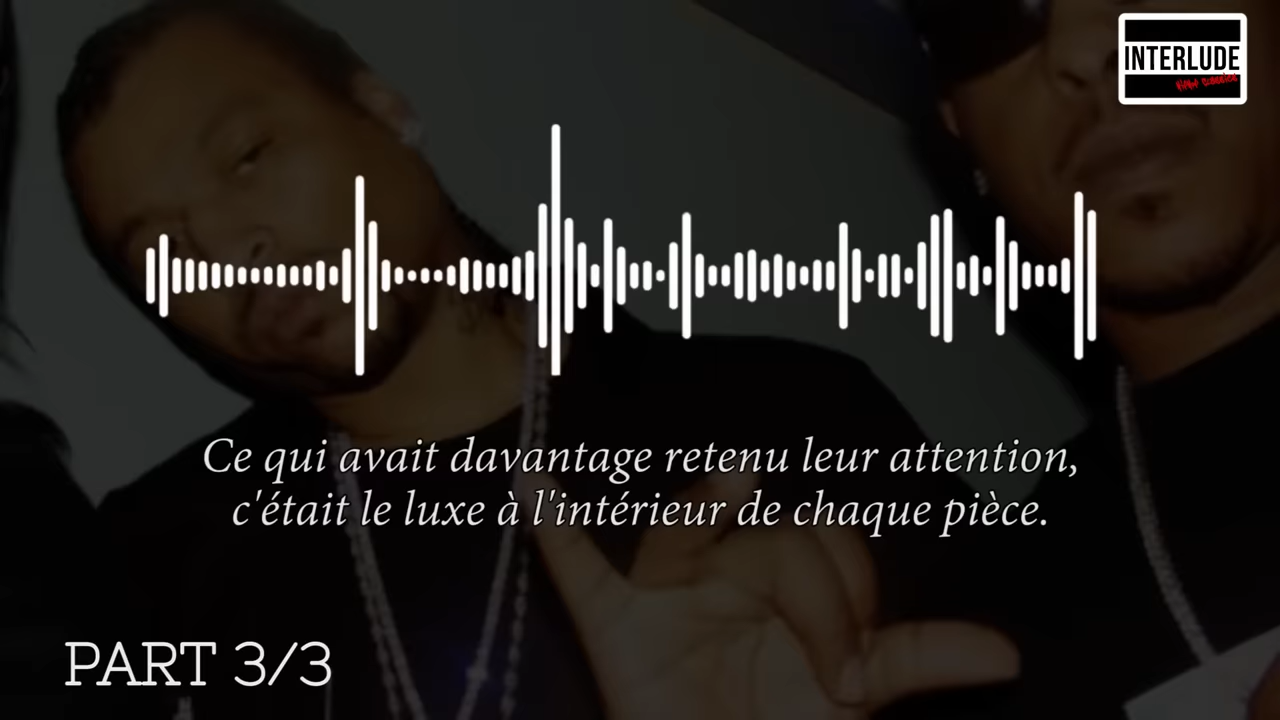 INTERLUDE
Ce qui avait davantage retenu leur attention,
c'était le luxe à l'intérieur de chaque pièce.
PART 3/3